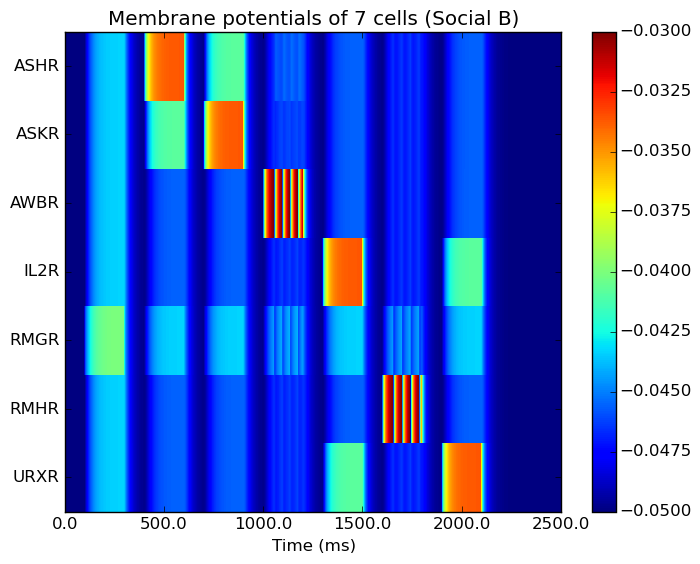 Membrane potentials of 7 cells (Social B)
ASHR
ASKR
AWBR
IL2R
RMGR
RMHR
URXR
0.0 500.0 1000.0 1500.0 2000.0 2500.0
Time (ms)
−0.0300
−0.0325
−0.0350
−0.0375
−0.0400
−0.0425
−0.0450
−0.0475
−0.0500